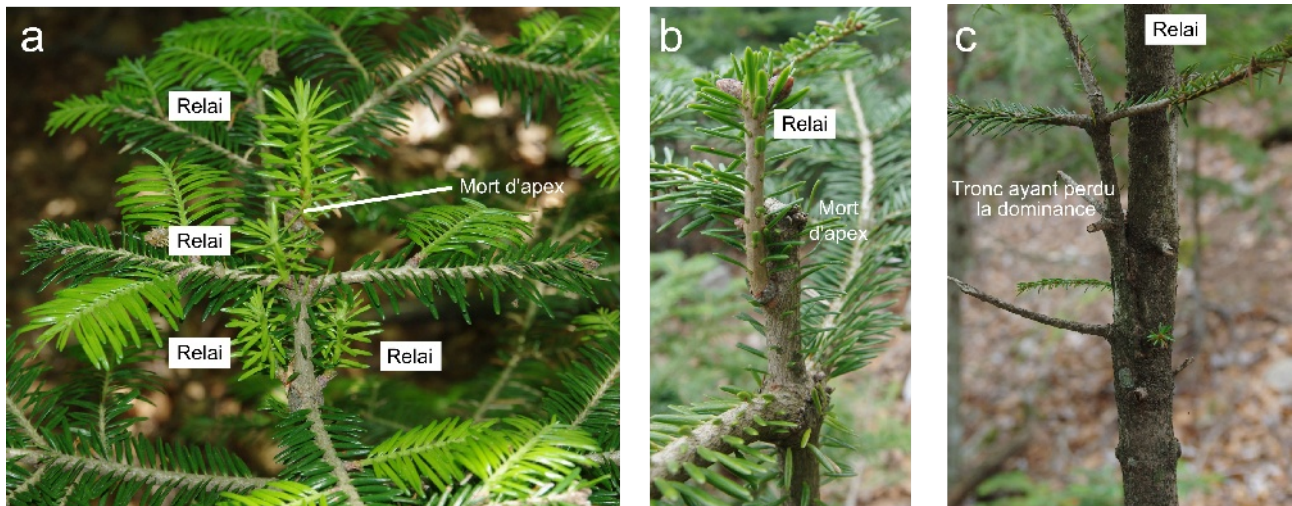 a
Relai
Mort d'apex
Relai
Relai
Relai
b
Relai
Mort
d'apex
c
Relai
Tronc ayant perdu
la dominance